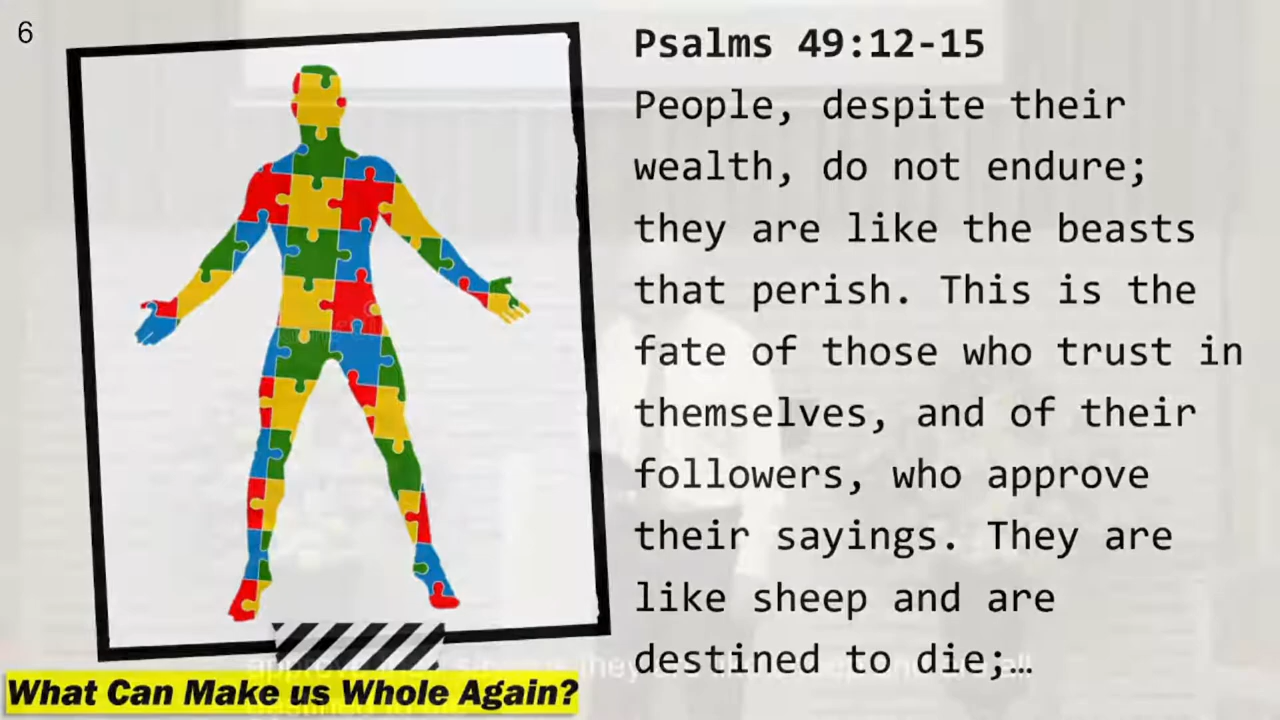 6
Psalms 49:12-15
People, despite their
wealth, do not endure;
they are like the beasts
that perish. This is the
fate of those who trust in
themselves, and of their
followers, who approve
their sayings. They are
like sheep and are
destined to die;…
What Can Make us Whole Again?